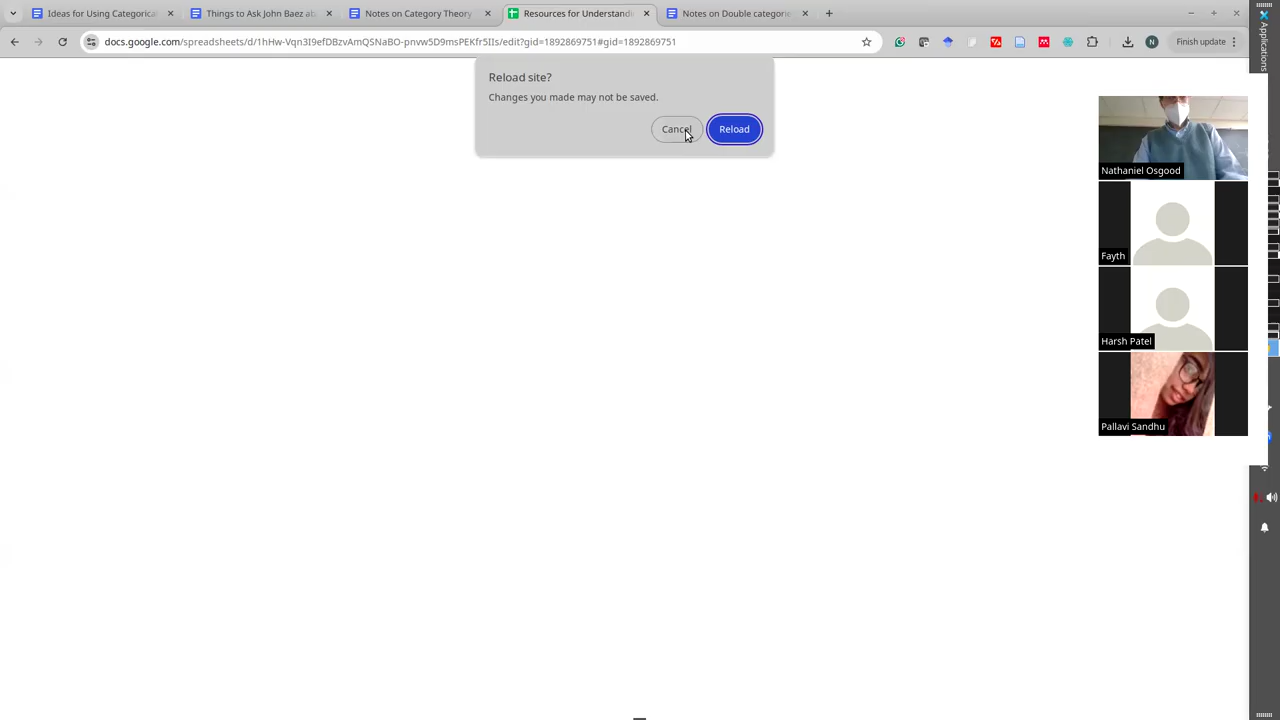 Ideas for Using Categorica
Things to Ask John Baez ab
Notes on Category Theory
Resources for Understandi
Notes on Double categorie
docs.google.com/spreadsheets/d/1hHw-Vqn3I9efDBzvAmQSNaBO-pnvw5D9msPEKfr5IIs/edit?gid=1892869751#gid=1892869751
N
Finish update
Applications
Reload site?
Changes you made may not be saved.
Cancel
Reload
Nathaniel Osgood
Fayth
Harsh Patel
Pallavi Sandhu